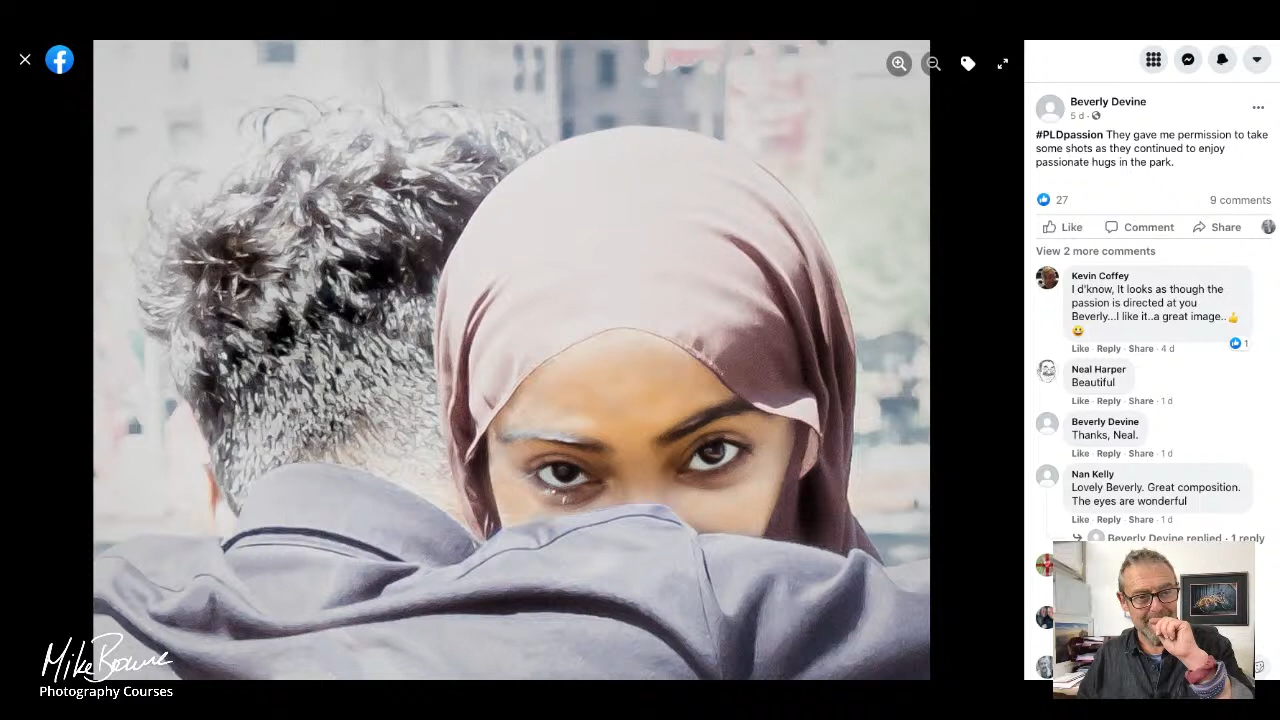 Beverly Devine
5 d
#PLDpassion They gave me permission to take
some shots as they continued to enjoy
passionate hugs in the park.
27
9 comments
Like Comment Share
View 2 more comments
Kevin Coffey
I d'know, It looks as though the
passion is directed at you
Beverly...I like it..a great image..
1
Like · Reply · Share · 4 d
Neal Harper
Beautiful
Like · Reply · Share · 1 d
Beverly Devine
Thanks, Neal.
Like · Reply · Share · 1 d
Nan Kelly
Lovely Beverly. Great composition.
The eyes are wonderful
Like · Reply · Share · 1 d
Beverly Devine replied · 1 reply
Mike Browne
Photography Courses